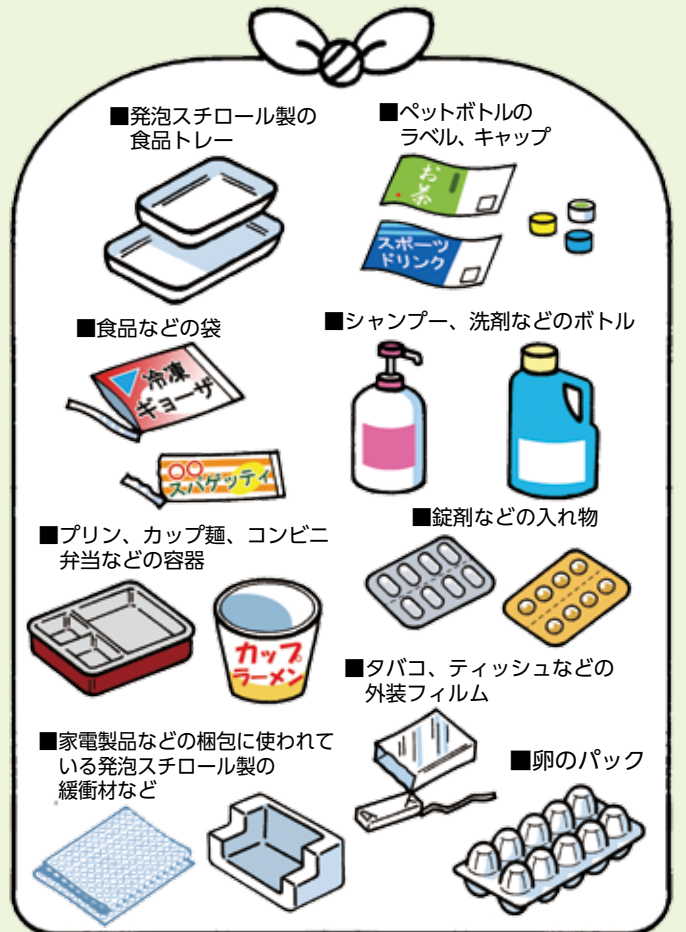 ■発泡スチロール製の
食品トレー
■ペットボトルの
ラベル、キャップ
お茶
スポーツ
ドリンク
■食品などの袋
冷凍
ギョーザ
○○
スパゲッティ
■シャンプー、洗剤などのボトル
■プリン、カップ麺、コンビニ
弁当などの容器
カップ
ラーメン
■錠剤などの入れ物
■タバコ、ティッシュなどの
外装フィルム
■家電製品などの梱包に使われて
いる発泡スチロール製の
緩衝材など
■卵のパック